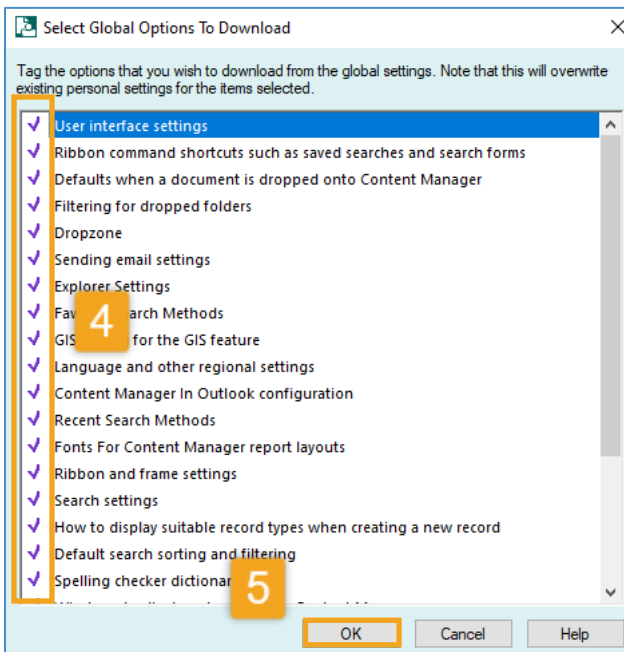 Select Global Options To Download
Tag the options that you wish to download from the global settings. Note that this will overwrite
existing personal settings for the items selected.
User interface settings
Ribbon command shortcuts such as saved searches and search forms
Defaults when a document is dropped onto Content Manager
Filtering for dropped folders
Dropzone
Sending email settings
Explorer Settings
4
arch Methods
for the GIS feature
Language and other regional settings
Content Manager In Outlook configuration
Recent Search Methods
Fonts For Content Manager report layouts
Ribbon and frame settings
Search settings
How to display suitable record types when creating a new record
Default search sorting and filtering
Spelling checker dictionar
5
OK Cancel Help